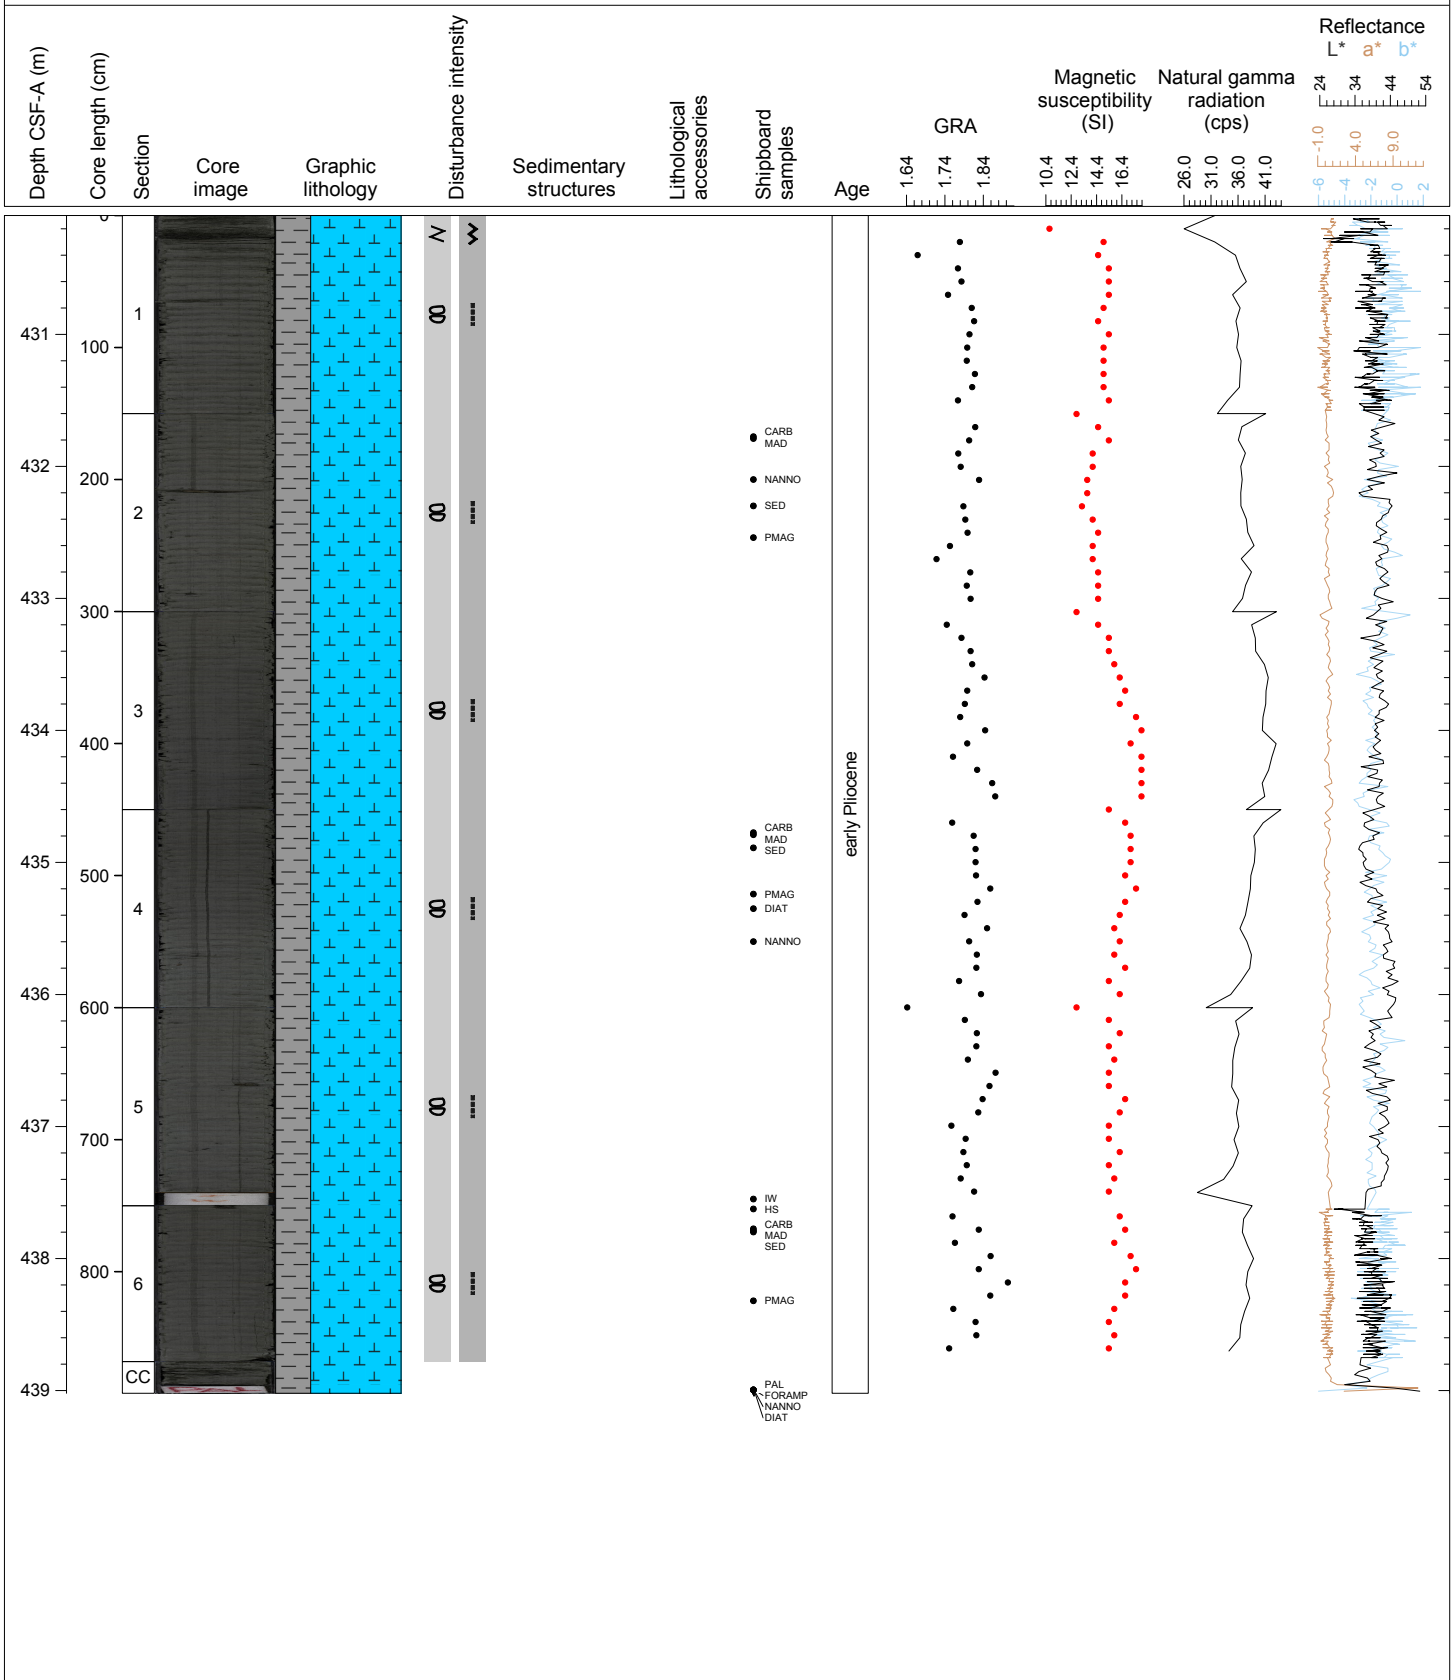 Depth CSF-A (m)
Core length (cm)
Section
Core
image
Graphic
lithology
Disturbance intensity
Sedimentary
structures
Lithological
accessories
Shipboard
samples
Age
GRA
1.64 1.74 1.84
Magnetic
susceptibility
(SI)
10.4 12.4 14.4 16.4
Natural gamma
radiation
(cps)
26.0 31.0 36.0 41.0
Reflectance
L* a* b*
24 34 44 54
-1.0 4.0 9.0
-6 -4 -2 0 2
0
1
431
100
CARB
MAD
432
200
NANNO
2
SED
PMAG
433
300
3
434
400
early Pliocene
CARB
MAD
SED
435
500
PMAG
4
DIAT
NANNO
436
600
5
437
700
IW
HS
CARB
MAD
SED
438
800
6
PMAG
CC
439
PAL
FORAMP
NANNO
DIAT